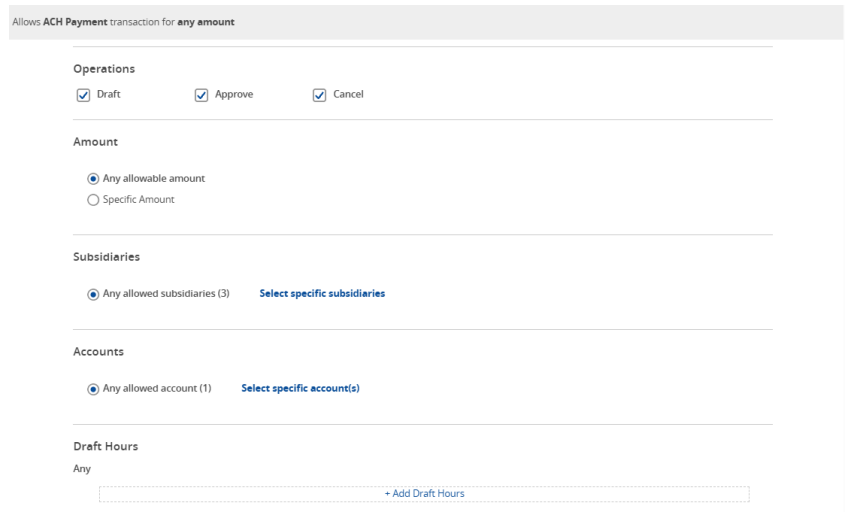 Allows ACH Payment transaction for any amount
Operations
Draft Approve Cancel
Amount
Any allowable amount
Specific Amount
Subsidiaries
Any allowed subsidiaries (3) Select specific subsidiaries
Accounts
Any allowed account (1) Select specific account(s)
Draft Hours
Any
+ Add Draft Hours